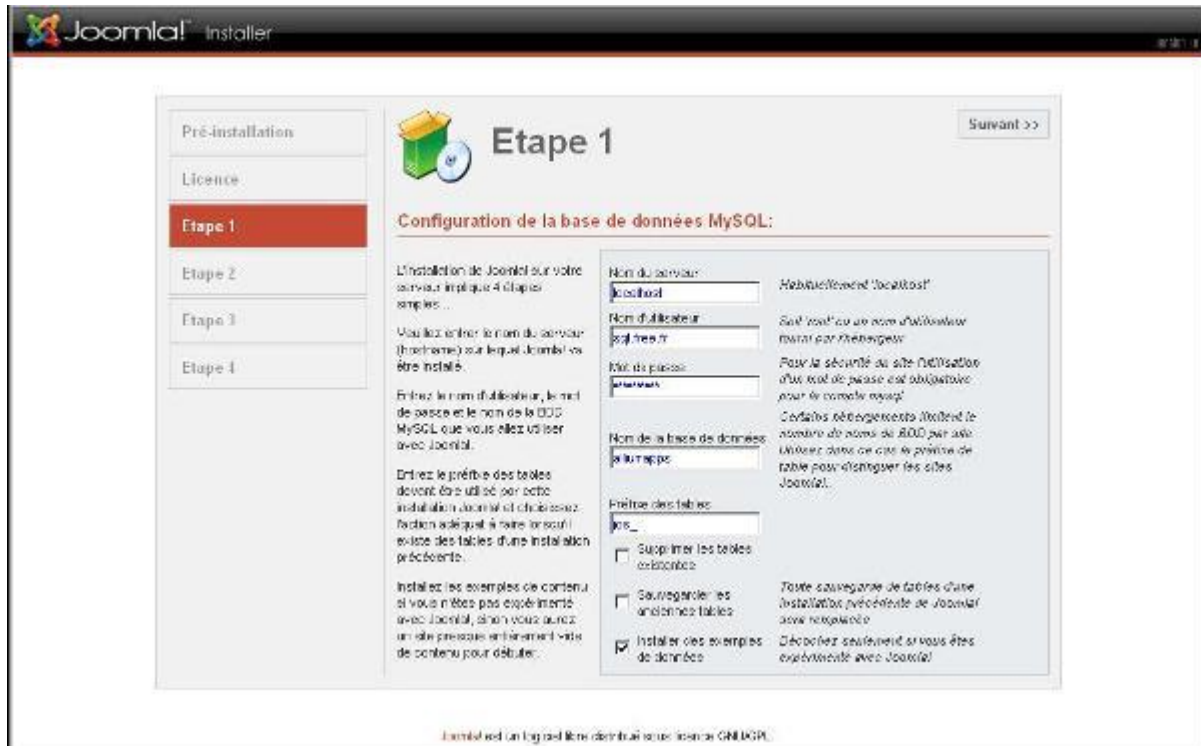 Joomla! Installer
Pré-installation
Licence
Etape 1
Etape 2
Etape 3
Etape 4
Etape 1
Suivant >>
Configuration de la base de données MySQL:
L'installation de Joomla! sur votre
serveur implique 4 étapes
simples...
Veuillez entrer le nom du serveur
(hostname) sur lequel Joomla! va
être installé.
Entrez le nom d'utilisateur, le mot
de passe et le nom de la BDD
MySQL que vous allez utiliser
avec Joomla!.
Entrez le préfixe des tables
devant être utilisé par cette
installation Joomla! et choisissez
l'action adéquat à faire lorsqu'il
existe des tables d'une installation
précédente.
Installez les exemples de contenu
si vous n'êtes pas expérimenté
avec Joomla!, sinon vous aurez
un site presque entièrement vide
de contenu pour débuter.
Nom du serveur
localhost
Habituellement 'localhost'
Nom d'utilisateur
sql.free.fr
Soit 'root' ou un nom d'utilisateur
fourni par l'hébergeur
Mot de passe
********
Pour la sécurité du site l'utilisation
d'un mot de passe est obligatoire
pour le compte mysql
Nom de la base de données
Certains hébergements limitent le
nombre de noms de BDD par site.
Utilisez dans ce cas le préfixe de
table pour distinguer les sites
Joomla!.
Préfixe des tables
jos_
Supprimer les tables
existantes
Sauvegarder les
anciennes tables
Toute sauvegarde de tables d'une
installation précédente de Joomla!
sera remplacée
Installer des exemples
de données
Décochez seulement si vous êtes
expérimenté avec Joomla!
Joomla! est un logiciel libre distribué sous licence GNU/GPL.